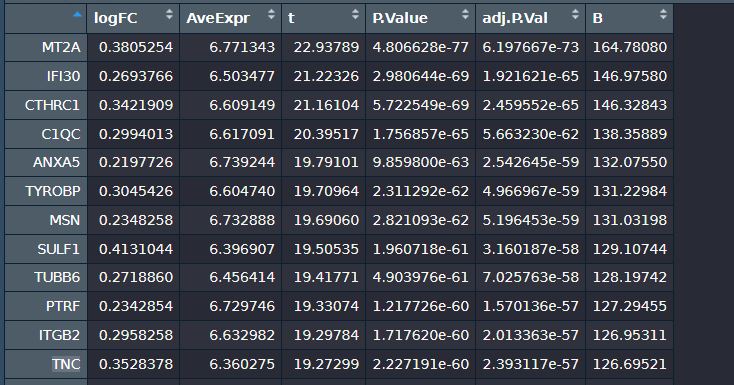 logFC AveExpr t P.Value adj.P.Val B
MT2A 0.3805254 6.771343 22.93789 4.806628e-77 6.197667e-73 164.78080
IFI30 0.2693766 6.503477 21.22326 2.980644e-69 1.921621e-65 146.97580
CTHRC1 0.3421909 6.609149 21.16104 5.722549e-69 2.459552e-65 146.32843
C1QC 0.2994013 6.617091 20.39517 1.756857e-65 5.663230e-62 138.35889
ANXA5 0.2197726 6.739244 19.79101 9.859800e-63 2.542645e-59 132.07550
TYROBP 0.3045426 6.604740 19.70964 2.311292e-62 4.966967e-59 131.22984
MSN 0.2348258 6.732888 19.69060 2.821093e-62 5.196453e-59 131.03198
SULF1 0.4131044 6.396907 19.50535 1.960718e-61 3.160187e-58 129.10744
TUBB6 0.2718860 6.456414 19.41771 4.903976e-61 7.025763e-58 128.19742
PTRF 0.2342854 6.729746 19.33074 1.217726e-60 1.570136e-57 127.29455
ITGB2 0.2958258 6.632982 19.29784 1.717620e-60 2.013363e-57 126.95311
TNC 0.3528378 6.360275 19.27299 2.227191e-60 2.393117e-57 126.69521